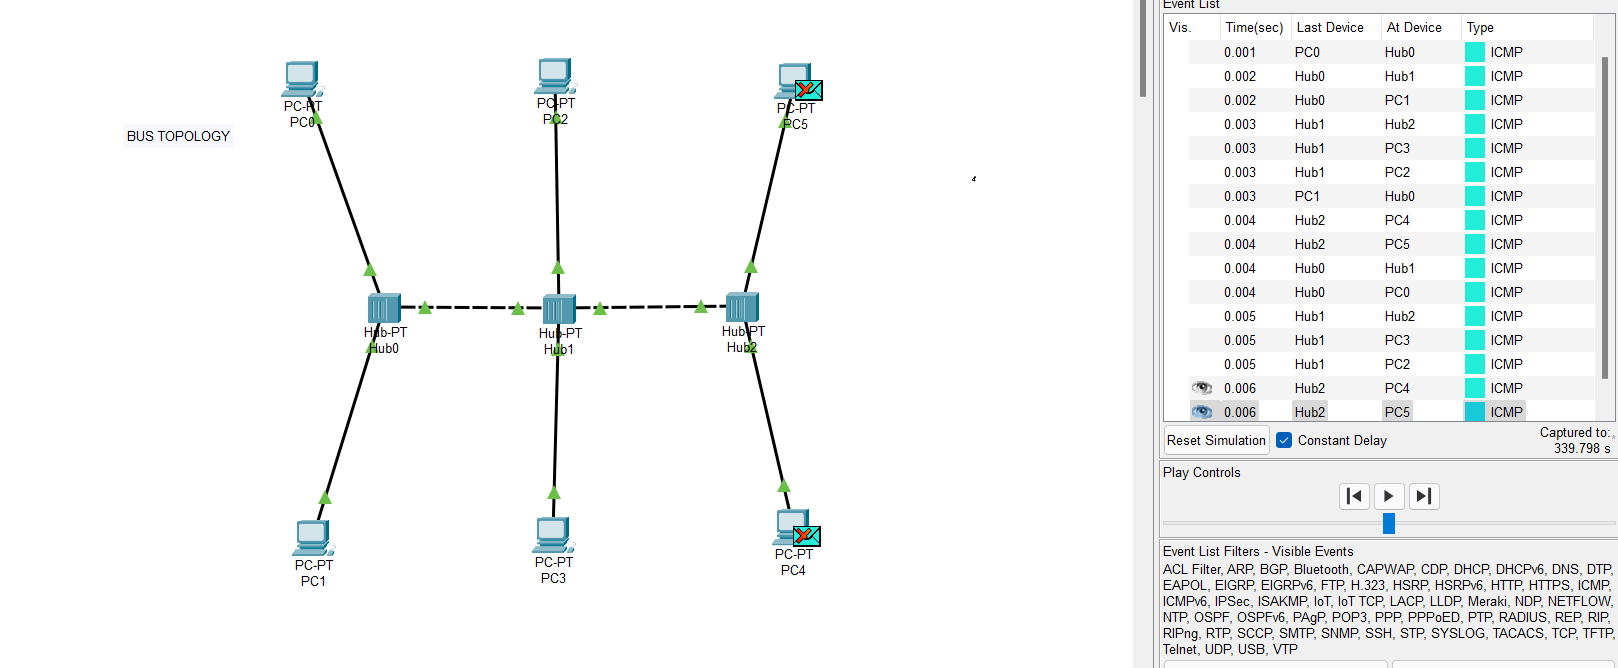 BUS TOPOLOGY
PC-PT
PC0
PC-PT
PC2
PC-PT
PC5
Hub-PT
Hub0
Hub-PT
Hub1
Hub-PT
Hub2
PC-PT
PC1
PC-PT
PC3
PC-PT
PC4
Event List
Vis. Time(sec) Last Device At Device Type
0.001 PC0 Hub0 ICMP
0.002 Hub0 Hub1 ICMP
0.002 Hub0 PC1 ICMP
0.003 Hub1 Hub2 ICMP
0.003 Hub1 PC3 ICMP
0.003 Hub1 PC2 ICMP
0.003 PC1 Hub0 ICMP
0.004 Hub2 PC4 ICMP
0.004 Hub2 PC5 ICMP
0.004 Hub0 Hub1 ICMP
0.004 Hub0 PC0 ICMP
0.005 Hub1 Hub2 ICMP
0.005 Hub1 PC3 ICMP
0.005 Hub1 PC2 ICMP
0.006 Hub2 PC4 ICMP
0.006 Hub2 PC5 ICMP
Reset Simulation Constant Delay Captured to:
339.798 s
Play Controls
Event List Filters - Visible Events
ACL Filter, ARP, BGP, Bluetooth, CAPWAP, CDP, DHCP, DHCPv6, DNS, DTP,
EAPOL, EIGRP, EIGRPv6, FTP, H.323, HSRP, HSRPv6, HTTP, HTTPS, ICMP,
ICMPv6, IPSec, ISAKMP, IoT, IoT TCP, LACP, LLDP, Meraki, NDP, NETFLOW,
NTP, OSPF, OSPFv6, PAgP, POP3, PPP, PPPoED, PTP, RADIUS, REP, RIP,
RIPng, RTP, SCCP, SMTP, SNMP, SSH, STP, SYSLOG, TACACS, TCP, TFTP,
Telnet, UDP, USB, VTP